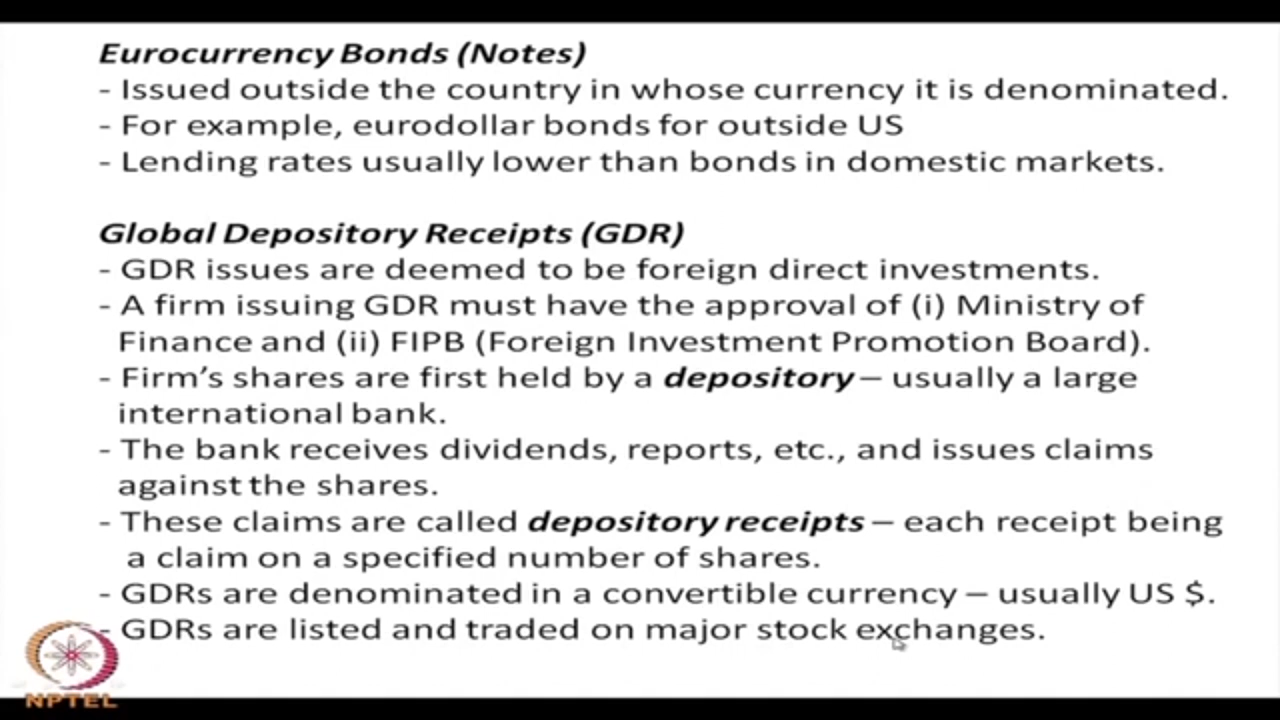 Eurocurrency Bonds (Notes)
- Issued outside the country in whose currency it is denominated.
- For example, eurodollar bonds for outside US
- Lending rates usually lower than bonds in domestic markets.
Global Depository Receipts (GDR)
- GDR issues are deemed to be foreign direct investments.
- A firm issuing GDR must have the approval of (i) Ministry of
Finance and (ii) FIPB (Foreign Investment Promotion Board).
- Firm's shares are first held by a depository – usually a large
international bank.
- The bank receives dividends, reports, etc., and issues claims
against the shares.
- These claims are called depository receipts – each receipt being
a claim on a specified number of shares.
- GDRs are denominated in a convertible currency – usually US $.
- GDRs are listed and traded on major stock exchanges.
NPTEL